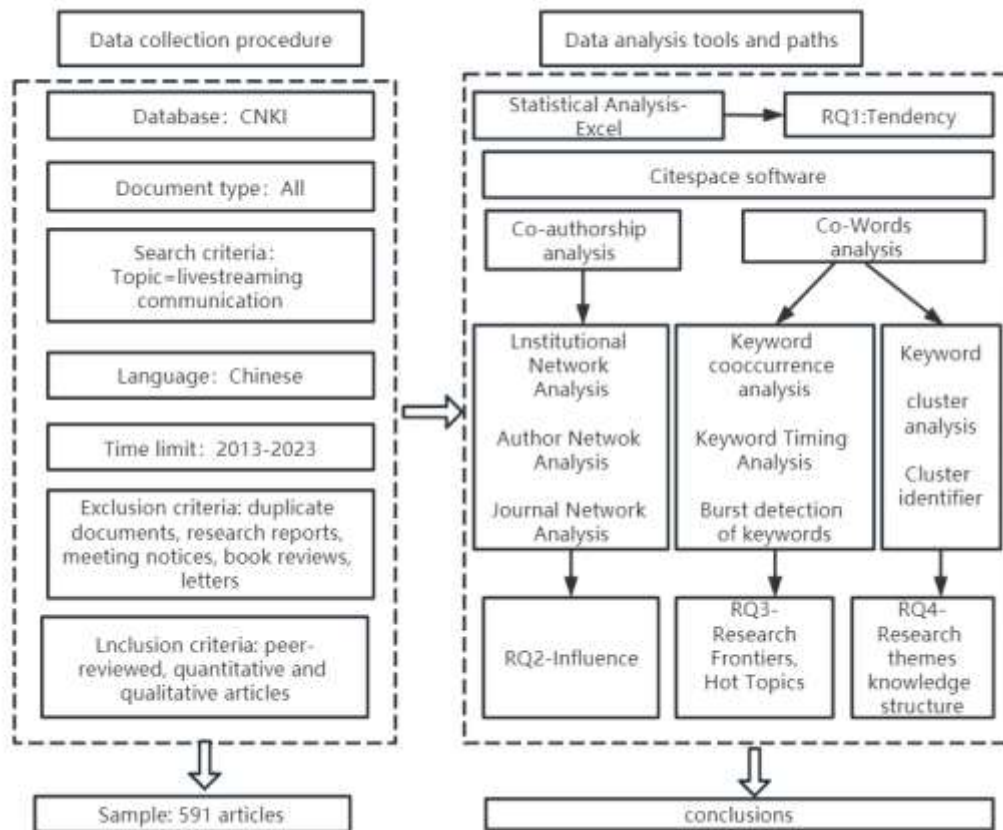 Data collection procedure
Database：CNKI
Document type：All
Search criteria：
Topic=livestreaming
communication
Language：Chinese
Time limit：2013-2023
Exclusion criteria: duplicate
documents, research reports,
meeting notices, book reviews,
letters
Lnclusion criteria: peer-
reviewed, quantitative and
qualitative articles
Sample: 591 articles
Data analysis tools and paths
Statistical Analysis-
Excel
RQ1:Tendency
Citespace software
Co-authorship
analysis
Co-Words
analysis
Lnstitutional
Network
Analysis
Author Netwok
Analysis
Journal Network
Analysis
Keyword
cooccurrence
analysis
Keyword Timing
Analysis
Burst detection
of keywords
Keyword
cluster analysis
Cluster
identifier
RQ2-Influence
RQ3-
Research
Frontiers,
Hot Topics
RQ4-
Research
themes
knowledge
structure
conclusions